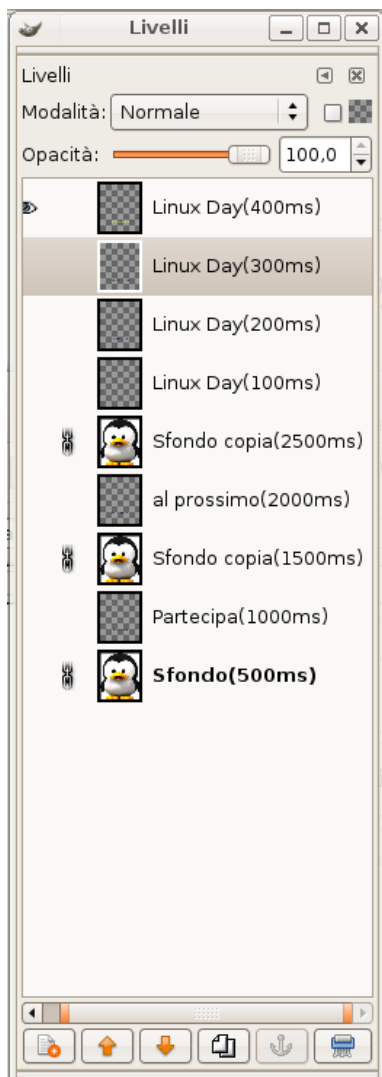 Livelli
Livelli
Modalità: Normale
Opacità: 100,0
Linux Day(400ms)
Linux Day(300ms)
Linux Day(200ms)
Linux Day(100ms)
Sfondo copia(2500ms)
al prossimo(2000ms)
Sfondo copia(1500ms)
Partecipa(1000ms)
Sfondo(500ms)